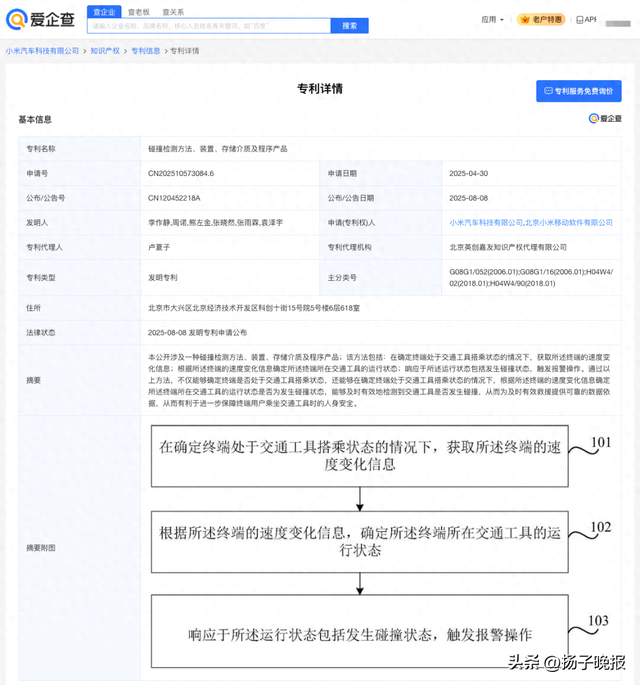 爱企查
查企业 查老板 查关系
请输入企业名称、品牌名称、核心人员姓名等关键词，如“百度”
搜索
应用
老户特惠
API
小米汽车科技有限公司 > 知识产权 > 专利信息 > 专利详情
专利详情
专利服务免费询价
基本信息
爱企查
专利名称 碰撞检测方法、装置、存储介质及程序产品
申请号 CN202510573084.6 申请日期 2025-04-30
公布/公告号 CN120452218A 公布/公告日期 2025-08-08
发明人 李作静,周诺,熊左金,张晓然,张雨霖,袁泽宇 申请(专利权)人 小米汽车科技有限公司,北京小米移动软件有限公司
专利代理人 卢夏子 专利代理机构 北京英创嘉友知识产权代理有限公司
专利类型 发明专利 主分类号 G08G1/052(2006.01);G08G1/16(2006.01);H04W4/
02(2018.01);H04W4/90(2018.01)
住所 北京市大兴区北京经济技术开发区科创十街15号院5号楼6层618室
法律状态 2025-08-08 发明专利申请公布
摘要
本公开涉及一种碰撞检测方法、装置、存储介质及程序产品；该方法包括：在确定终端处于交通工具搭乘状态的情况下，获取所述终端的速度变
化信息；根据所述终端的速度变化信息确定所述终端所在交通工具的运行状态；响应于所述运行状态包括发生碰撞状态，触发报警操作。通过以
上方法，不仅能够确定终端是否处于交通工具搭乘状态，还能够在确定终端处于交通工具搭乘状态的情况下，根据所述终端的速度变化信息确定
所述终端所在交通工具的运行状态是否为发生碰撞状态，能够及时有效地检测到交通工具是否发生碰撞，从而为及时有效救援提供可靠的数据依
据，从而有利于进一步保障终端用户乘坐交通工具时的人身安全。
摘要附图
在确定终端处于交通工具搭乘状态的情况下，获取所述终端的速
度变化信息
101
根据所述终端的速度变化信息，确定所述终端所在交通工具的运
行状态
102
响应于所述运行状态包括发生碰撞状态，触发报警操作
103
头条 @扬子晚报